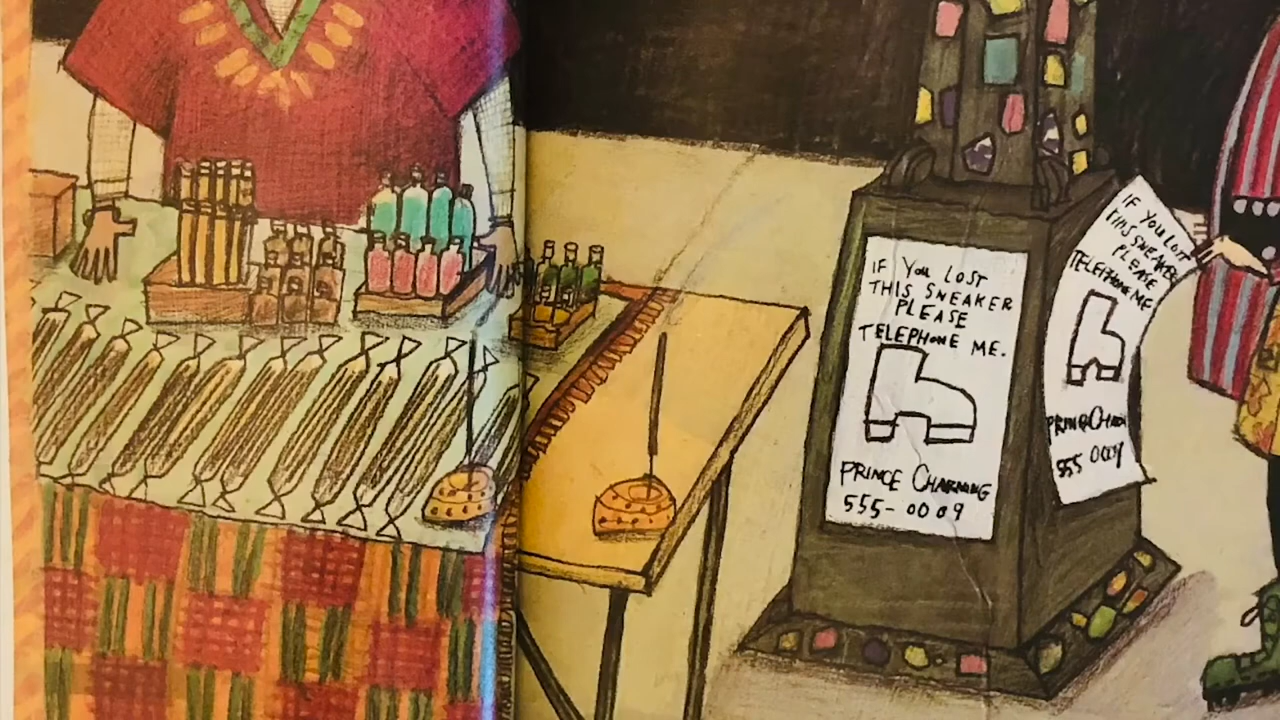 IF YOU LOST
THIS SNEAKER
PLEASE
TELEPHONE ME.
PRINCE CHARMING
555-0009
IF YOU LOST
THIS SNEAKER
PLEASE
TELEPHONE ME
555 0009